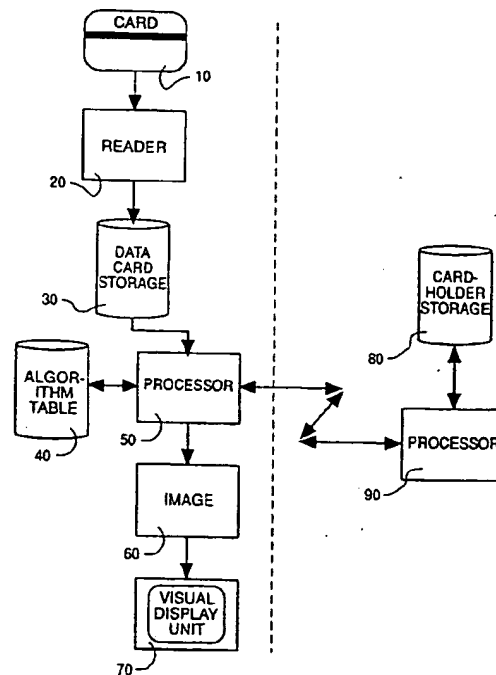 CARD
10
READER
20
DATA
CARD
STORAGE
30
ALGOR-
ITHM
TABLE
40
PROCESSOR
50
IMAGE
60
VISUAL
DISPLAY
UNIT
70
CARD-
HOLDER
STORAGE
80
PROCESSOR
90